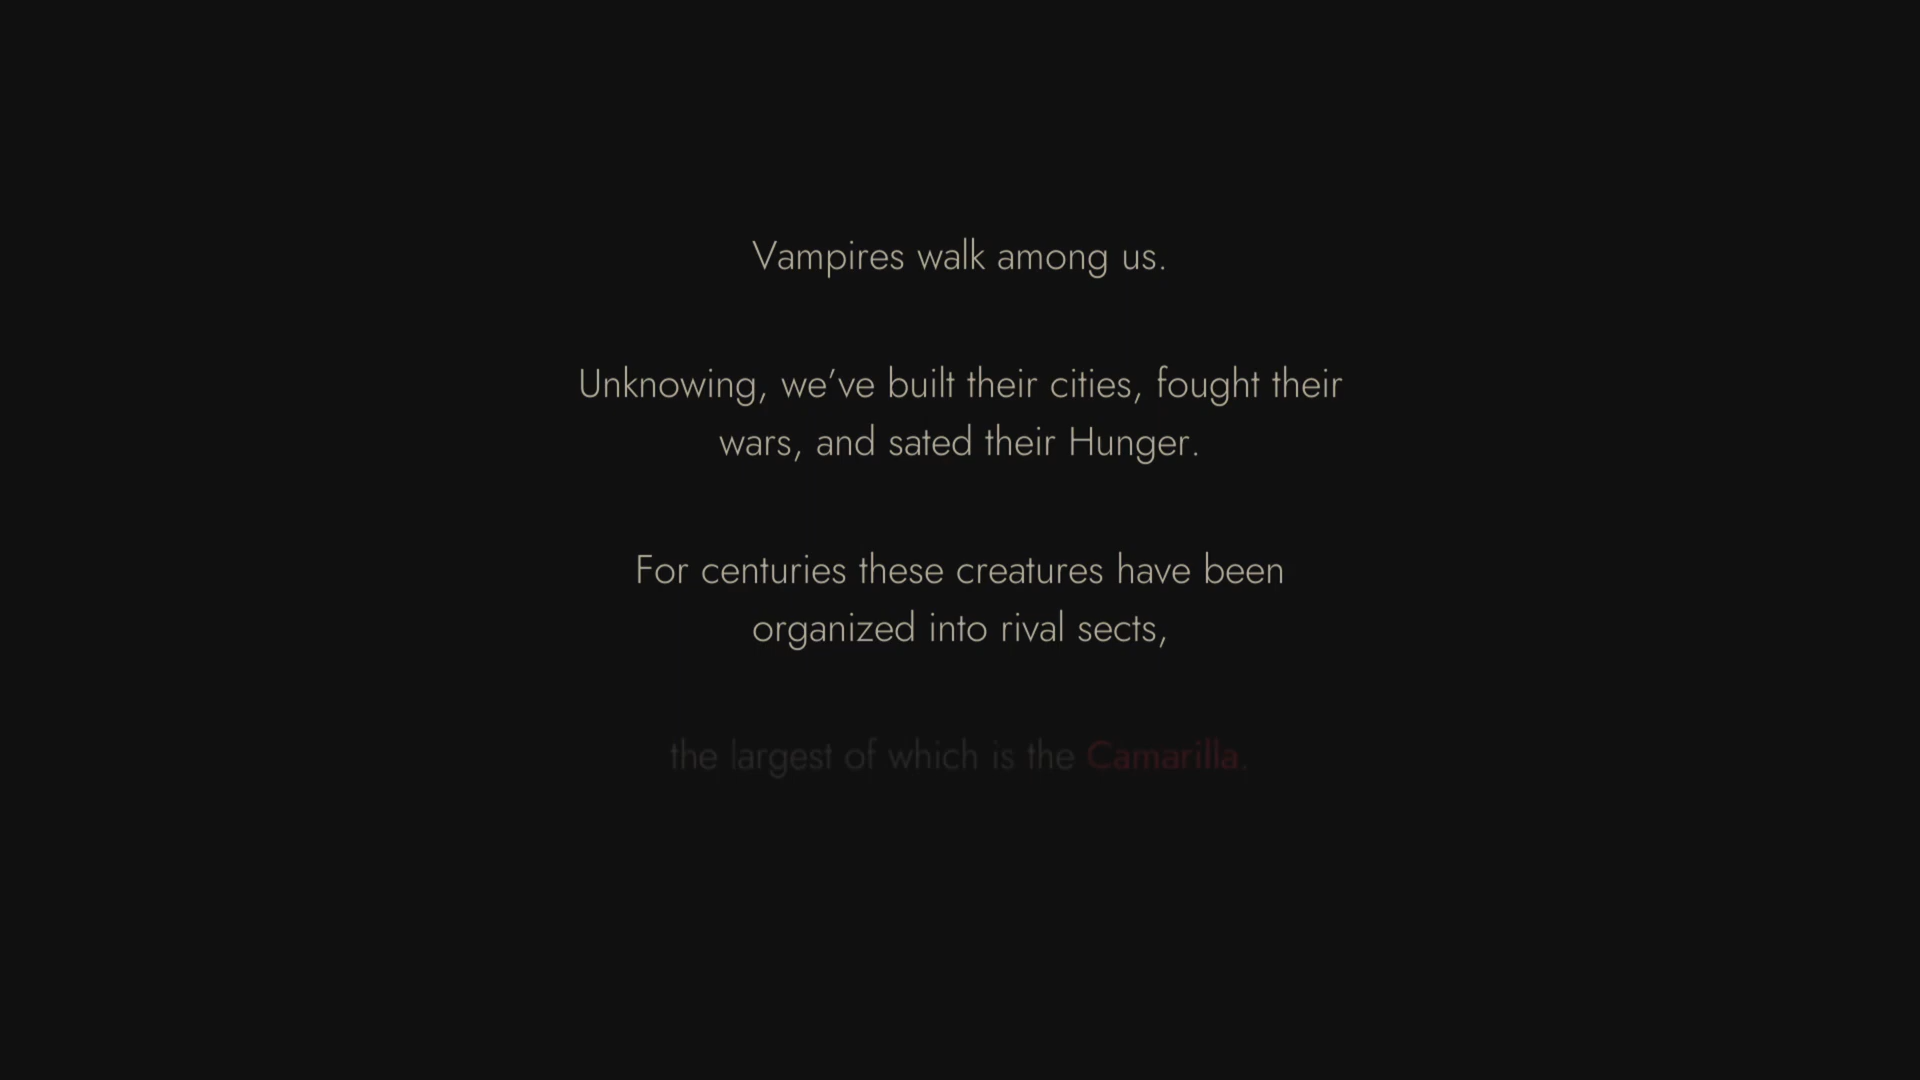 Vampires walk among us.
Unknowing, we’ve built their cities, fought their
wars, and sated their Hunger.
For centuries these creatures have been
organized into rival sects,
the largest of which is the Camarilla.